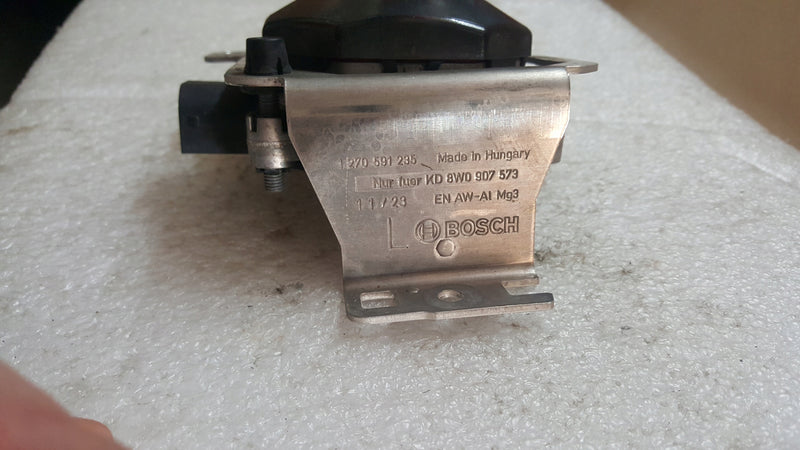 1 270 591 235 Made in Hungary
Nur fuer KD 8W0 907 573
11/23 EN AW-Al Mg3
L BOSCH